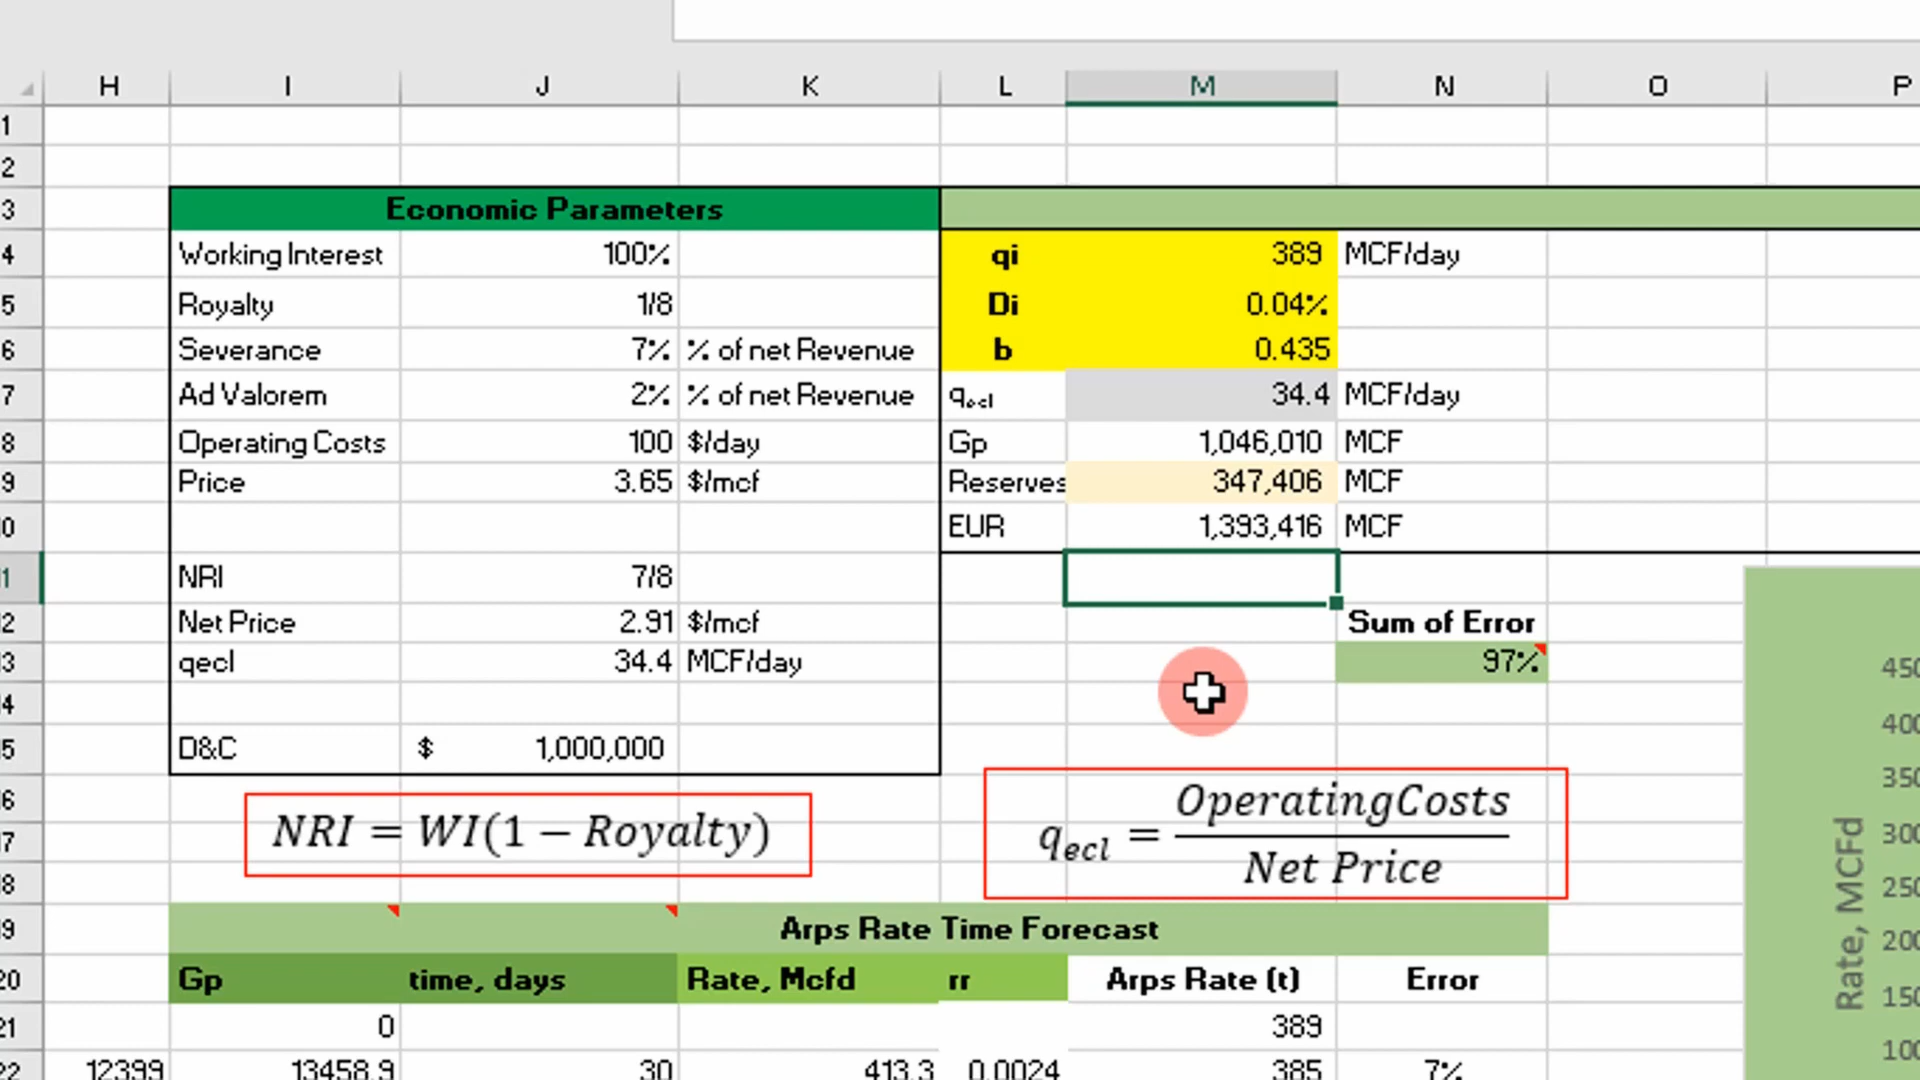 H I J K L M N O P
1
2
3 Economic Parameters
4 Working Interest 100% qi 389 MCF/day
5 Royalty 1/8 Di 0.04%
6 Severance 7% % of net Revenue b 0.435
7 Ad Valorem 2% % of net Revenue qecl 34.4 MCF/day
8 Operating Costs 100 $/day Gp 1,046,010 MCF
9 Price 3.65 $/mcf Reserves 347,406 MCF
0 EUR 1,393,416 MCF
1 NRI 7/8
2 Net Price 2.91 $/mcf Sum of Error
3 qecl 34.4 MCF/day 97%
4
5 D&C $ 1,000,000
6
7 NRI = WI(1 − Royalty)
8
qecl = OperatingCosts
Net Price
9 Arps Rate Time Forecast
20 Gp time, days Rate, Mcfd rr Arps Rate (t) Error
21 0 389
22 12399 13458.9 30 413.3 0.0024 385 7%
Rate, MCFd
450
400
350
300
250
200
150
100